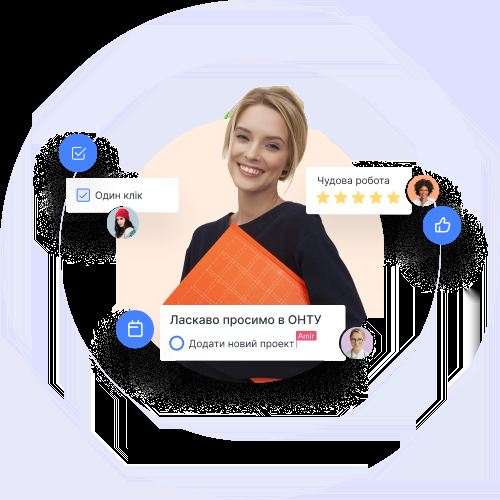 Один клік
Чудова робота
Ласкаво просимо в ОНТУ
Додати новий проект
Amir